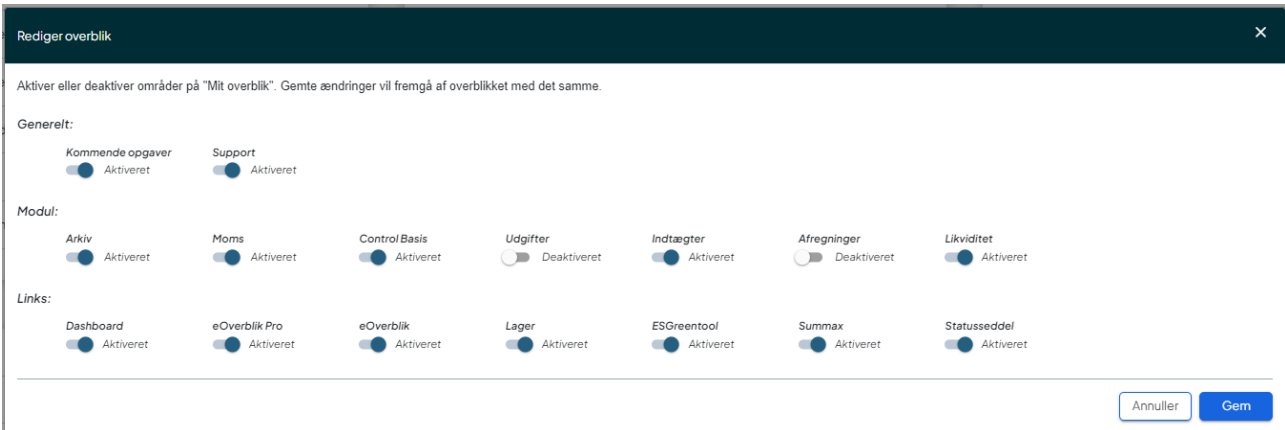 Rediger overblik
Aktiver eller deaktiver områder på "Mit overblik". Gemte ændringer vil fremgå af overblikket med det samme.
Generelt:
Kommende opgaver Support
Aktiveret Aktiveret
Modul:
Arkiv Moms Control Basis Udgifter Indtægter Afregninger Likviditet
Aktiveret Aktiveret Aktiveret Deaktiveret Aktiveret Deaktiveret Aktiveret
Links:
Dashboard eOverblik Pro eOverblik Lager ESGreentool Summax Statusseddel
Aktiveret Aktiveret Aktiveret Aktiveret Aktiveret Aktiveret Aktiveret
Annuller Gem